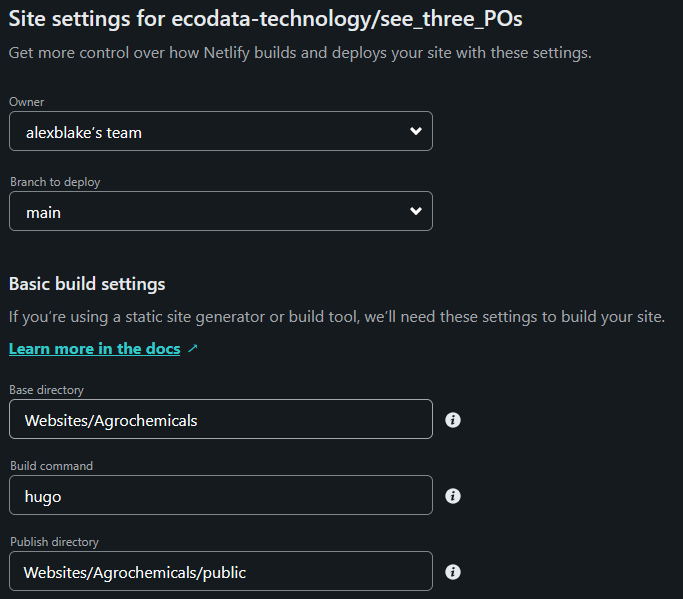 Site settings for ecodata-technology/see_three_POs
Get more control over how Netlify builds and deploys your site with these settings.
Owner
alexblake’s team
Branch to deploy
main
Basic build settings
If you’re using a static site generator or build tool, we’ll need these settings to build your site.
Learn more in the docs ↗
Base directory
Websites/Agrochemicals
Build command
hugo
Publish directory
Websites/Agrochemicals/public